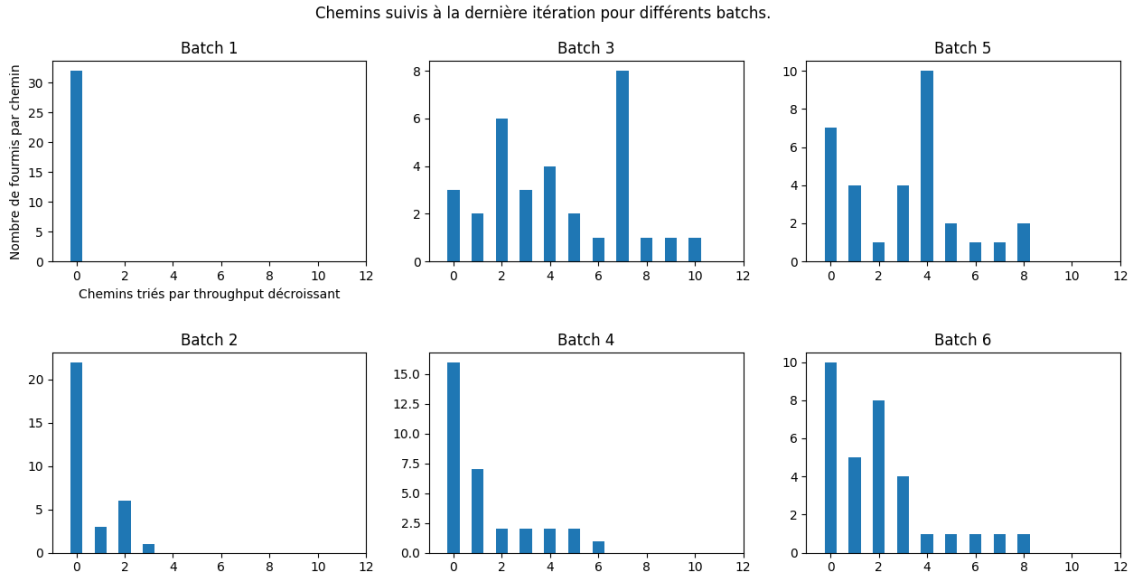 Chemins suivis à la dernière itération pour différents batchs.
Batch 1
Nombre de fourmis par chemin
30
25
20
15
10
5
0
0 2 4 6 8 10 12
Chemins triés par throughput décroissant
Batch 3
8
6
4
2
0
0 2 4 6 8 10 12
Batch 5
10
8
6
4
2
0
0 2 4 6 8 10 12
Batch 2
20
15
10
5
0
0 2 4 6 8 10 12
Batch 4
15.0
12.5
10.0
7.5
5.0
2.5
0.0
0 2 4 6 8 10 12
Batch 6
10
8
6
4
2
0
0 2 4 6 8 10 12